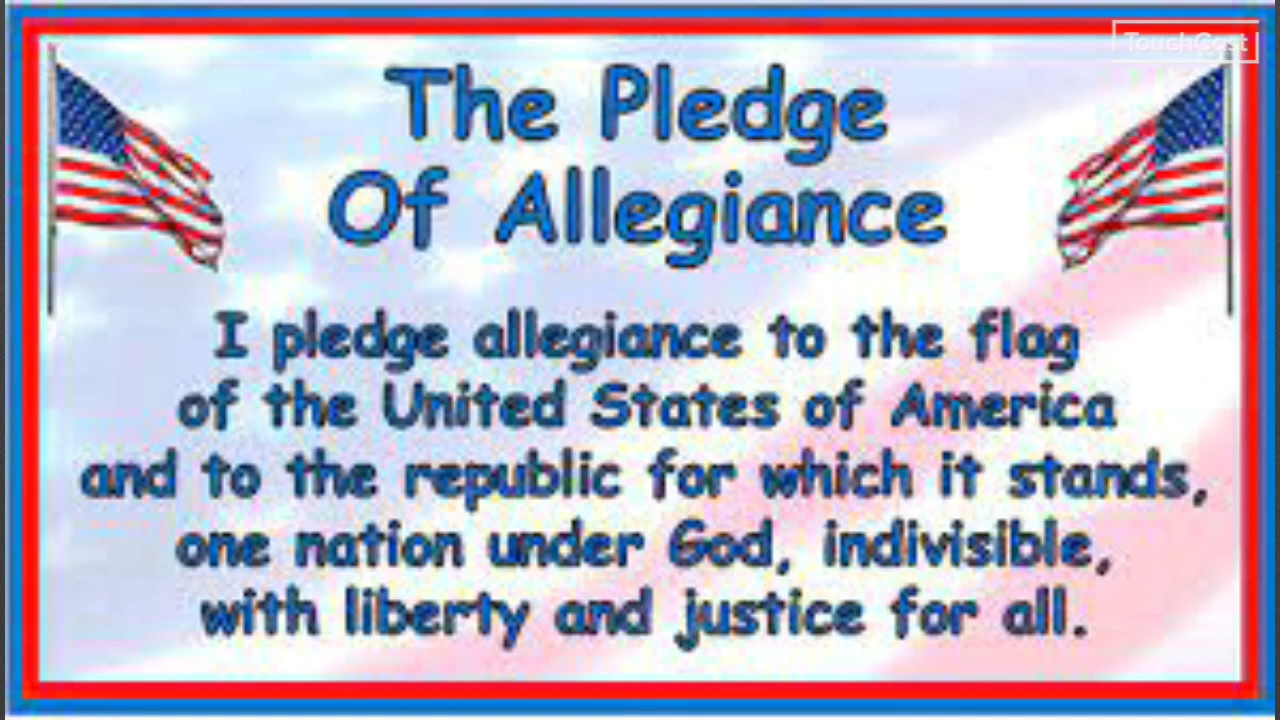 TouchCast
The Pledge
Of Allegiance
I pledge allegiance to the flag
of the United States of America
and to the republic for which it stands,
one nation under God, indivisible,
with liberty and justice for all.